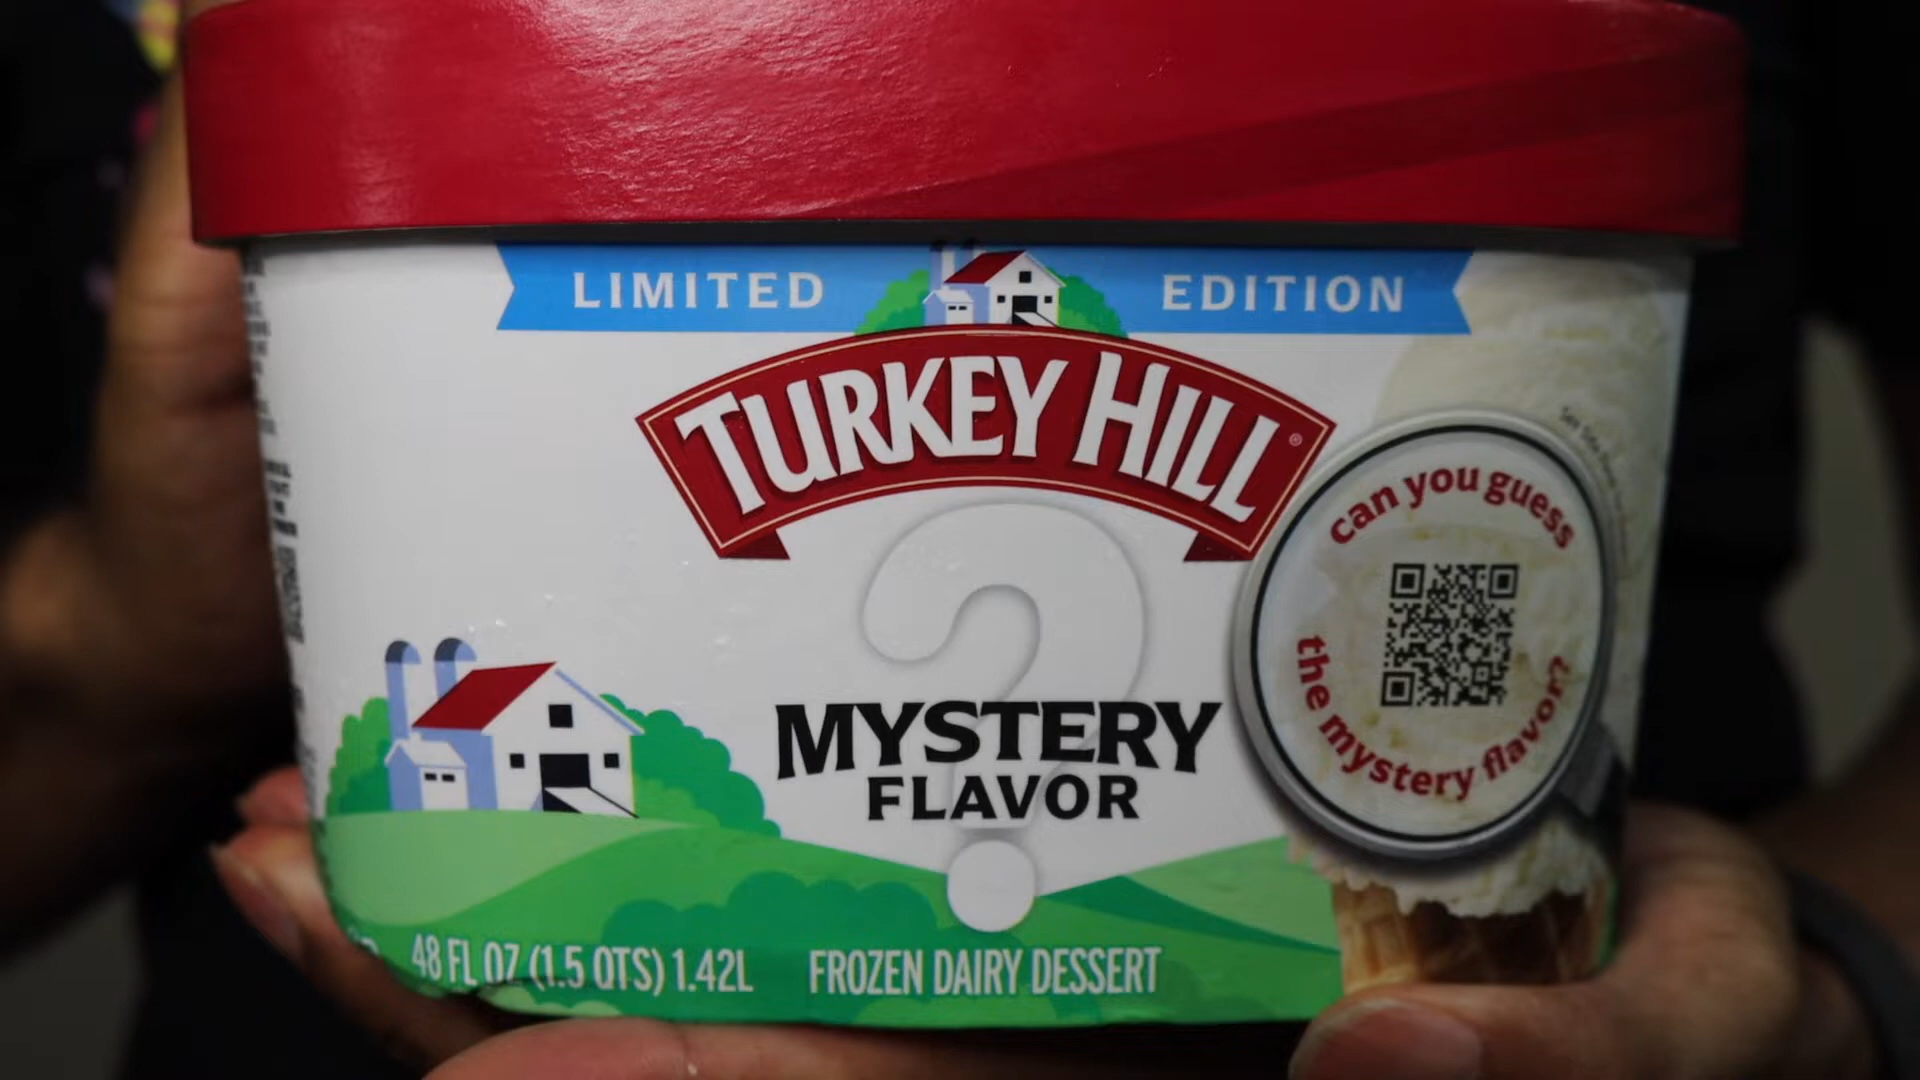 LIMITED EDITION
TURKEY HILL®
can you guess
the mystery flavor?
MYSTERY
FLAVOR
48 FL OZ (1.5 QTS) 1.42L FROZEN DAIRY DESSERT